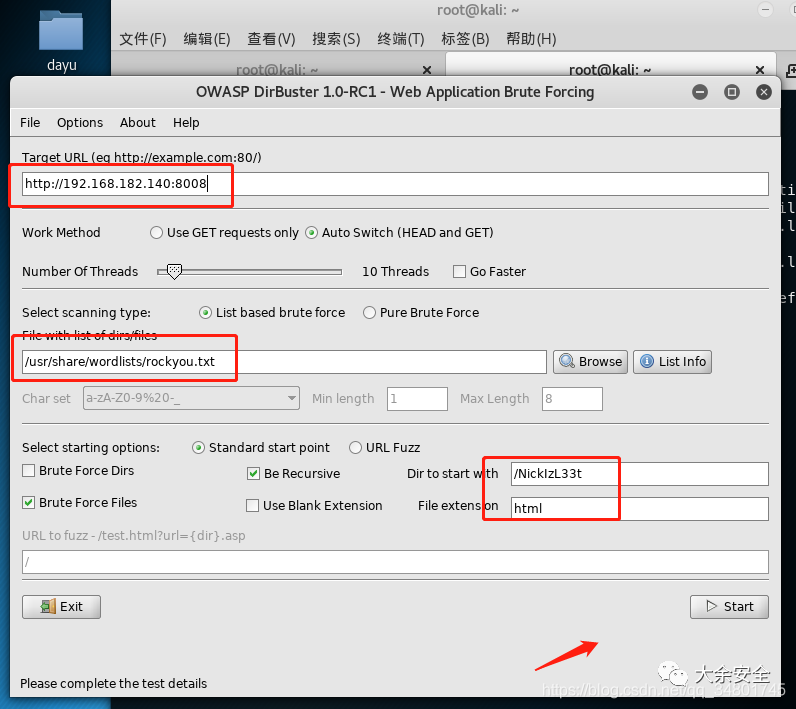 root@kali: ~
文件(F) 编辑(E) 查看(V) 搜索(S) 终端(T) 标签(B) 帮助(H)
dayu
root@kali: ~ root@kali: ~
OWASP DirBuster 1.0-RC1 - Web Application Brute Forcing
File Options About Help
Target URL (eg http://example.com:80/)
http://192.168.182.140:8008
Work Method Use GET requests only Auto Switch (HEAD and GET)
Number Of Threads 10 Threads Go Faster
Select scanning type: List based brute force Pure Brute Force
File with list of dirs/files
/usr/share/wordlists/rockyou.txt Browse List Info
Char set a-zA-Z0-9%20-_ Min length 1 Max Length 8
Select starting options: Standard start point URL Fuzz
Brute Force Dirs Be Recursive Dir to start with /NickIzL33t
Brute Force Files Use Blank Extension File extension html
URL to fuzz - /test.html?url={dir}.asp
/
Exit Start
Please complete the test details
大余安全
https://blog.csdn.net/qq_34801745